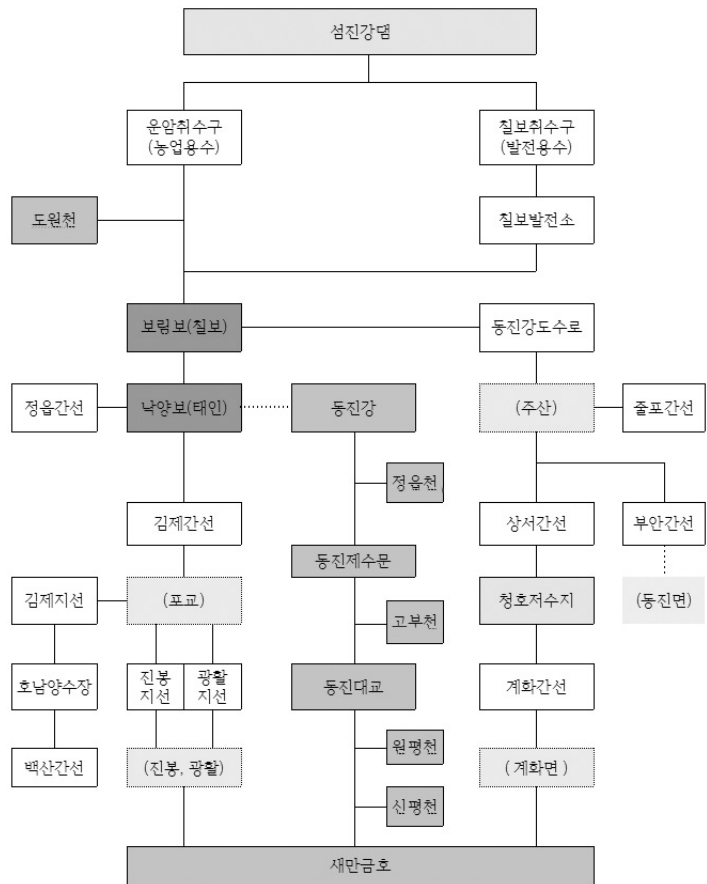 섬진강댐
운암취수구
(농업용수)
칠보취수구
(발전용수)
도원천
칠보발전소
보림보(칠보)
동진강도수로
정읍간선
낙양보(태인)
동진강
(주산)
줄포간선
정읍천
김제간선
상서간선
부안간선
동진제수문
김제지선
(포교)
청호저수지
(동진면)
고부천
호남양수장
진봉
지선
광활
지선
동진대교
계화간선
원평천
백산간선
(진봉, 광활)
(계화면)
신평천
새만금호